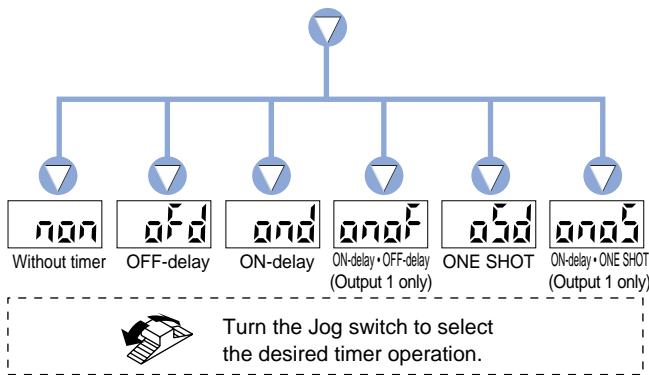 non oFd ond onoF oSd onoS
Without timer OFF-delay ON-delay ON-delay • OFF-delay ONE SHOT ON-delay • ONE SHOT
(Output 1 only) (Output 1 only)
Turn the Jog switch to select
the desired timer operation.